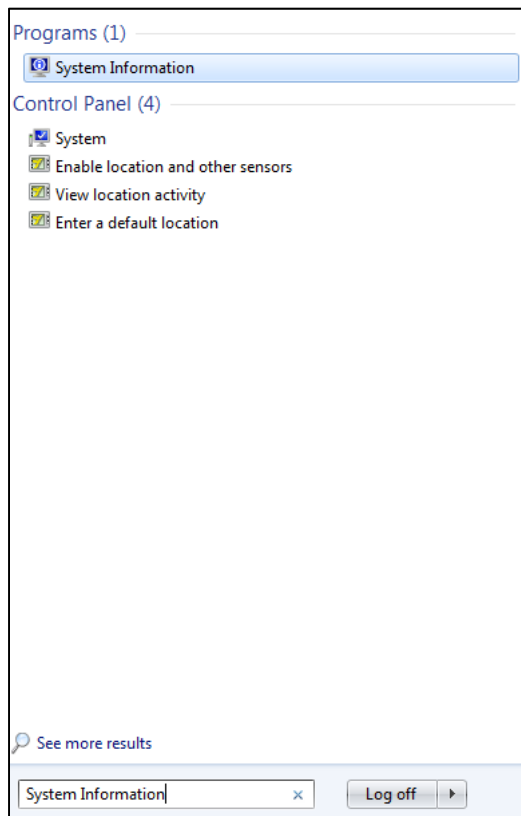 Programs (1)
System Information
Control Panel (4)
System
Enable location and other sensors
View location activity
Enter a default location
See more results
System Information
Log off